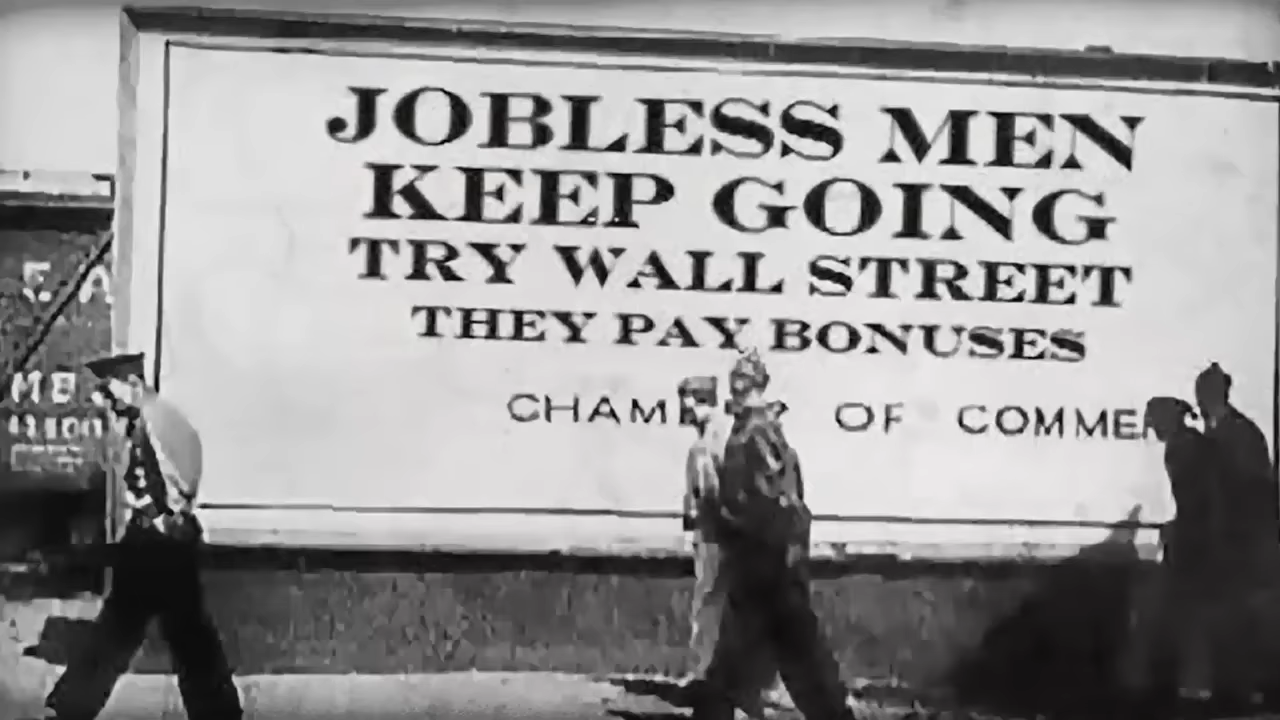 JOBLESS MEN
KEEP GOING
TRY WALL STREET
THEY PAY BONUSES
OF